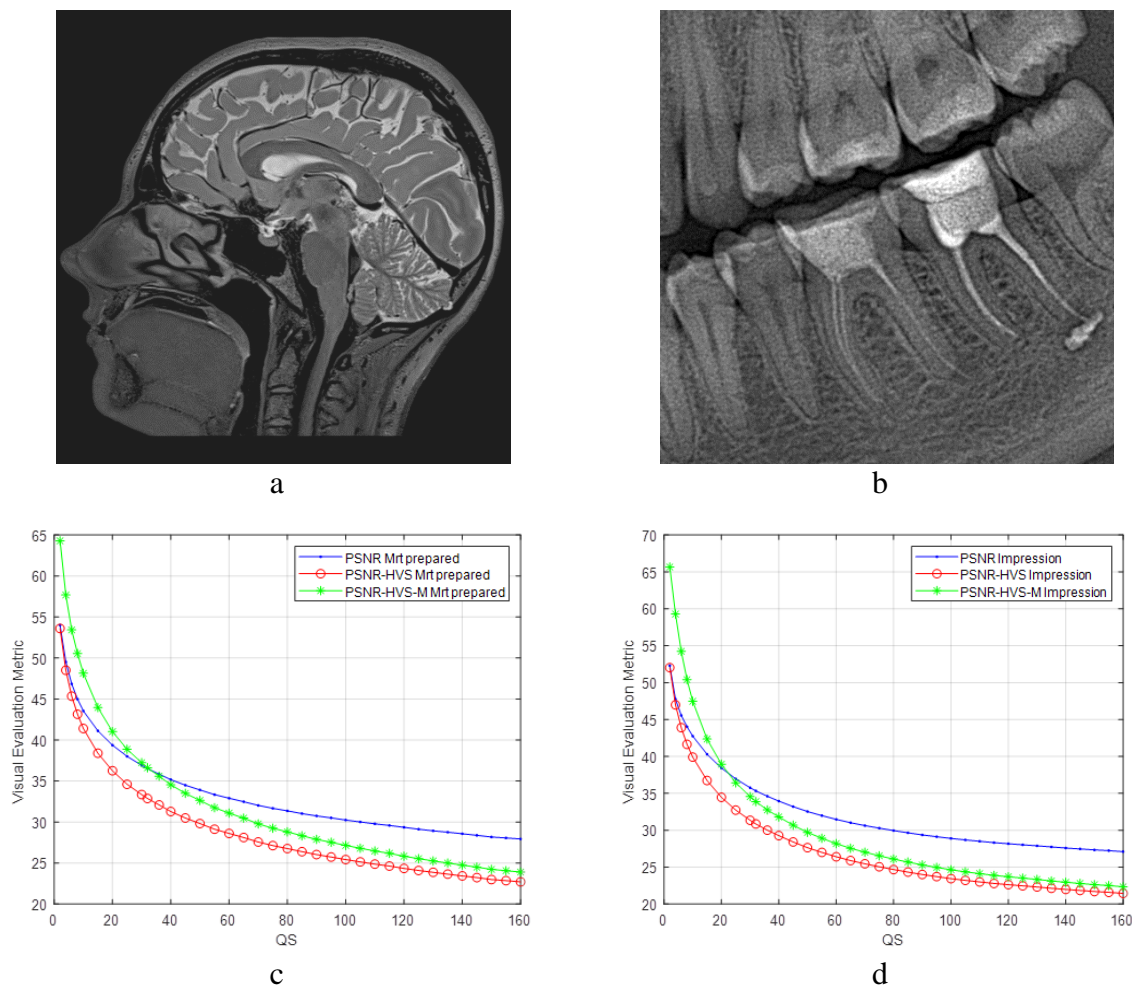 a
b
65
60
55
50
45
40
35
30
25
20
0 20 40 60 80 100 120 140 160
Visual Evaluation Metric
QS
PSNR Mrt prepared
PSNR-HVS Mrt prepared
PSNR-HVS-M Mrt prepared
c
70
65
60
55
50
45
40
35
30
25
20
0 20 40 60 80 100 120 140 160
Visual Evaluation Metric
QS
PSNR Impression
PSNR-HVS Impression
PSNR-HVS-M Impression
d